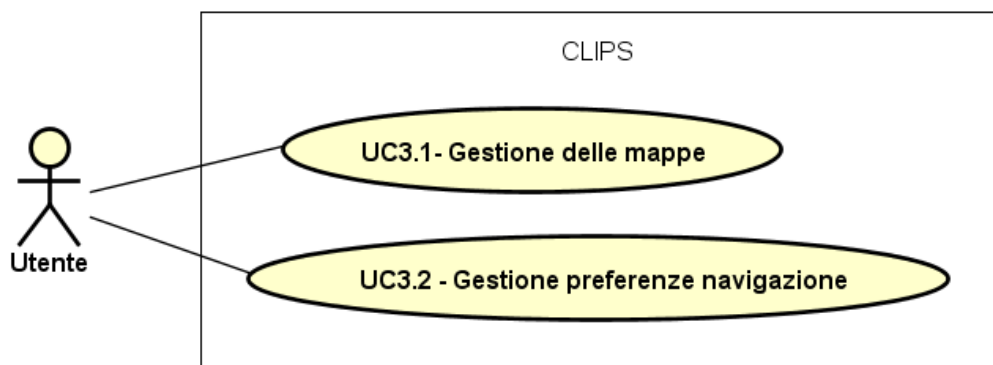 CLIPS
UC3.1- Gestione delle mappe
Utente
UC3.2 - Gestione preferenze navigazione